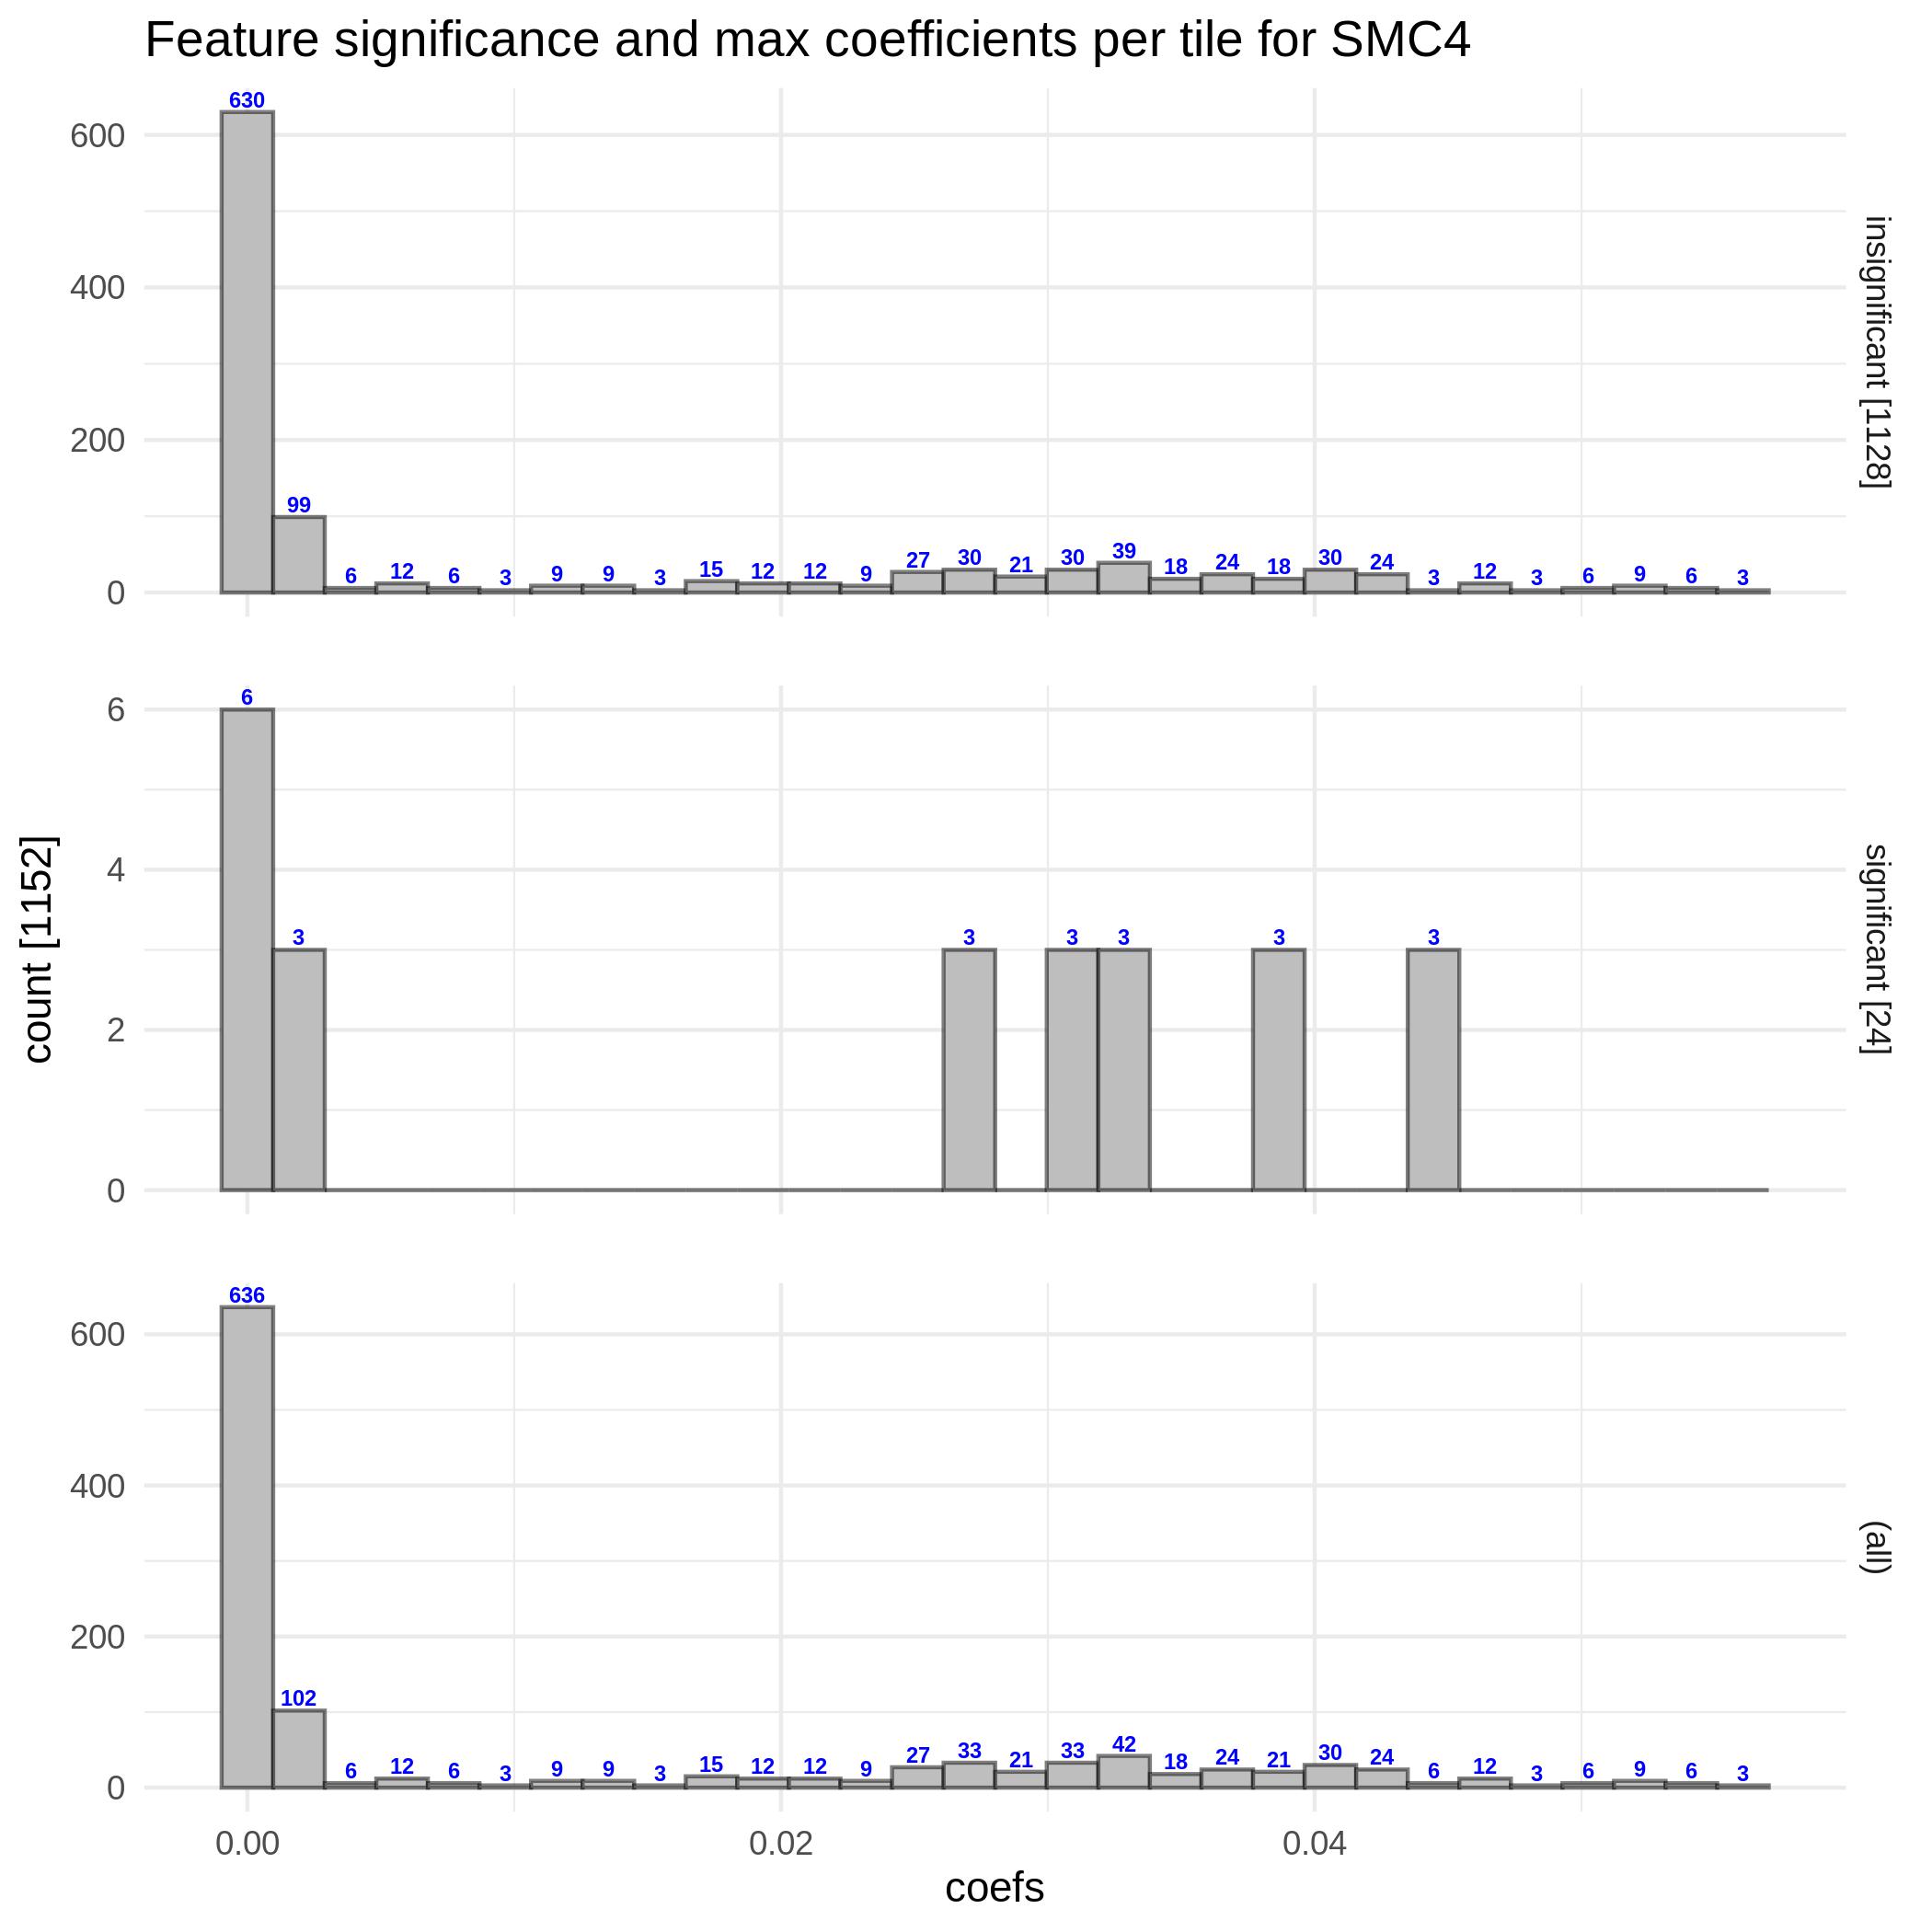 Feature significance and max coefficients per tile for SMC4
630
600
400
200
0
99 6 12 6 3 9 9 3 15 12 12 9 27 30 21 30 39 18 24 18 30 24 3 12 3 6 9 6 3
insignificant [1128]
count [1152]
6
4
2
0
6 3 3 3 3 3 3
significant [24]
636
600
400
200
0
102 6 12 6 3 9 9 3 15 12 12 9 27 33 21 33 42 18 24 21 30 24 6 12 3 6 9 6 3
(all)
0.00 0.02 0.04
coefs